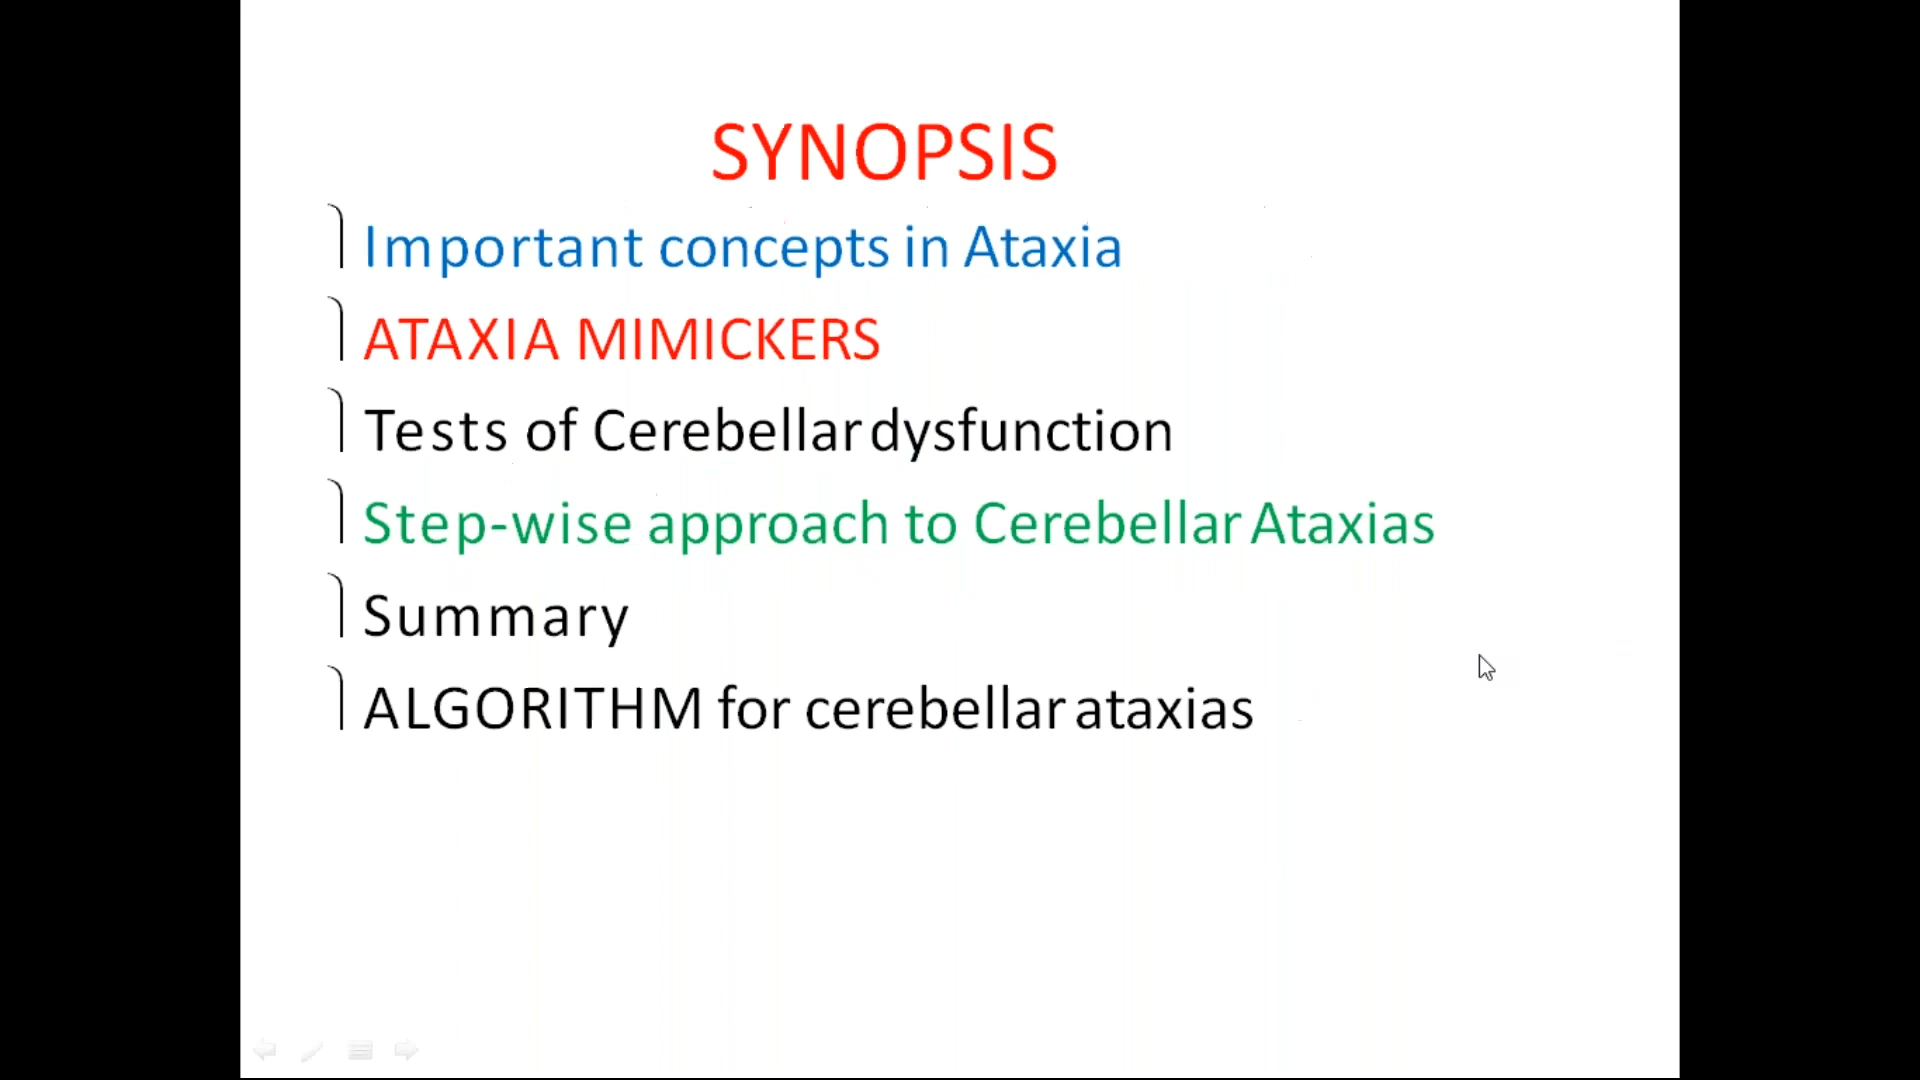 SYNOPSIS
Important concepts in Ataxia
ATAXIA MIMICKERS
Tests of Cerebellar dysfunction
Step-wise approach to Cerebellar Ataxias
Summary
ALGORITHM for cerebellar ataxias